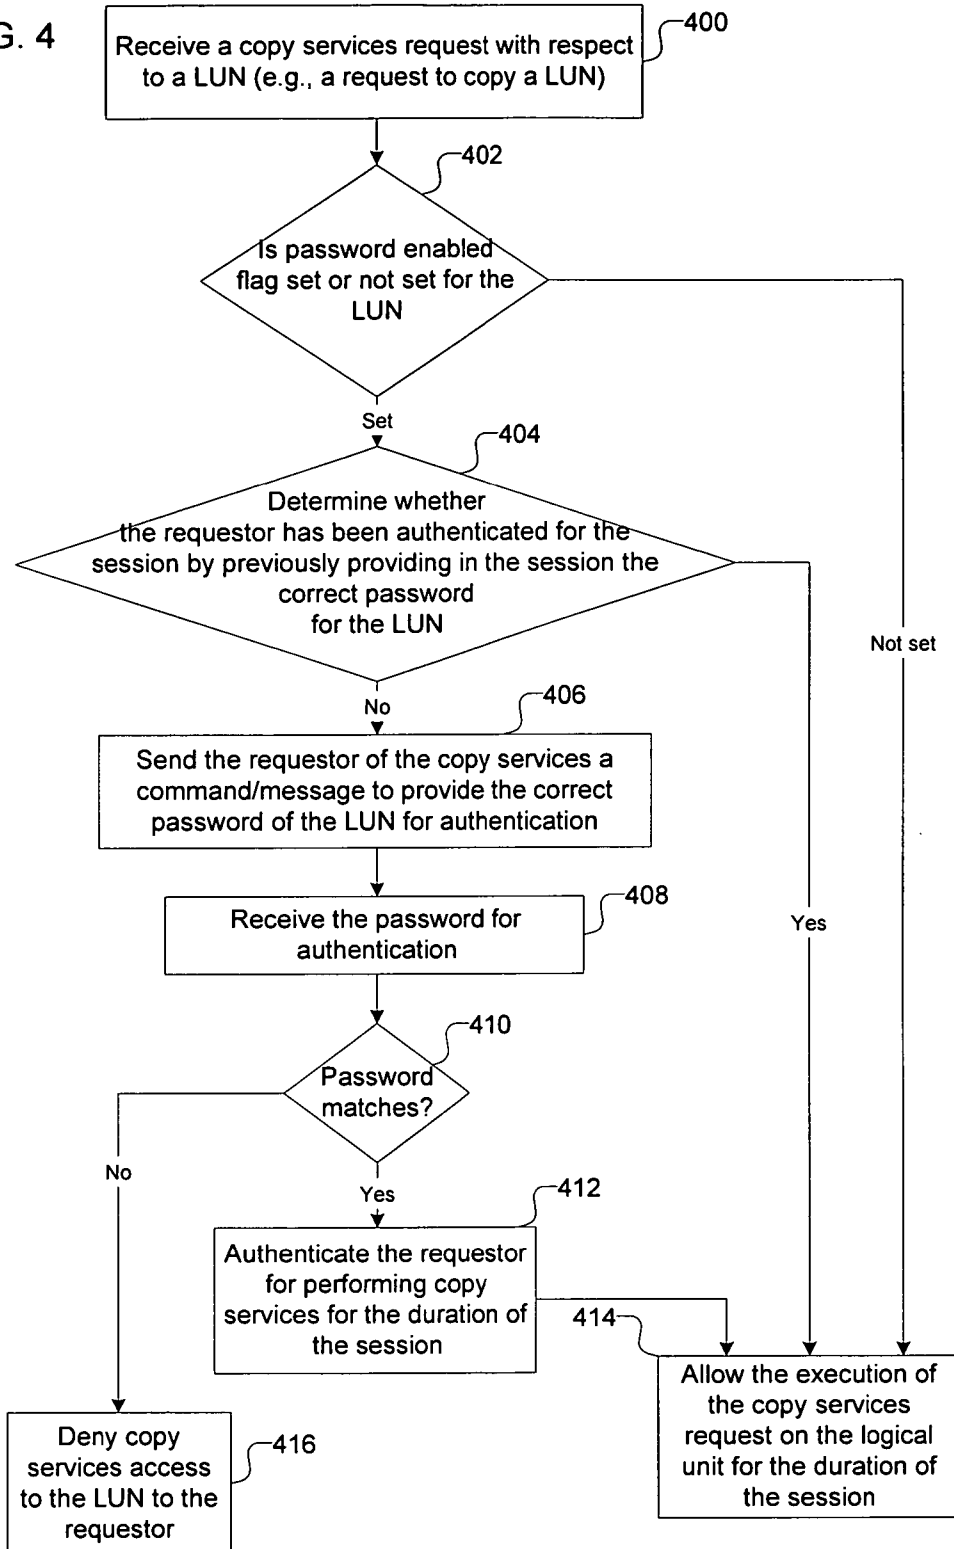 G. 4
400
Receive a copy services request with respect
to a LUN (e.g., a request to copy a LUN)
402
Is password enabled
flag set or not set for the
LUN
Set
404
Determine whether
the requestor has been authenticated for the
session by previously providing in the session the
correct password
for the LUN
Not set
No
406
Send the requestor of the copy services a
command/message to provide the correct
password of the LUN for authentication
408
Receive the password for
authentication
Yes
410
Password
matches?
No
Yes
412
Authenticate the requestor
for performing copy
services for the duration of
the session
414
Allow the execution of
the copy services
request on the logical
unit for the duration of
the session
Deny copy
services access
to the LUN to the
requestor
416